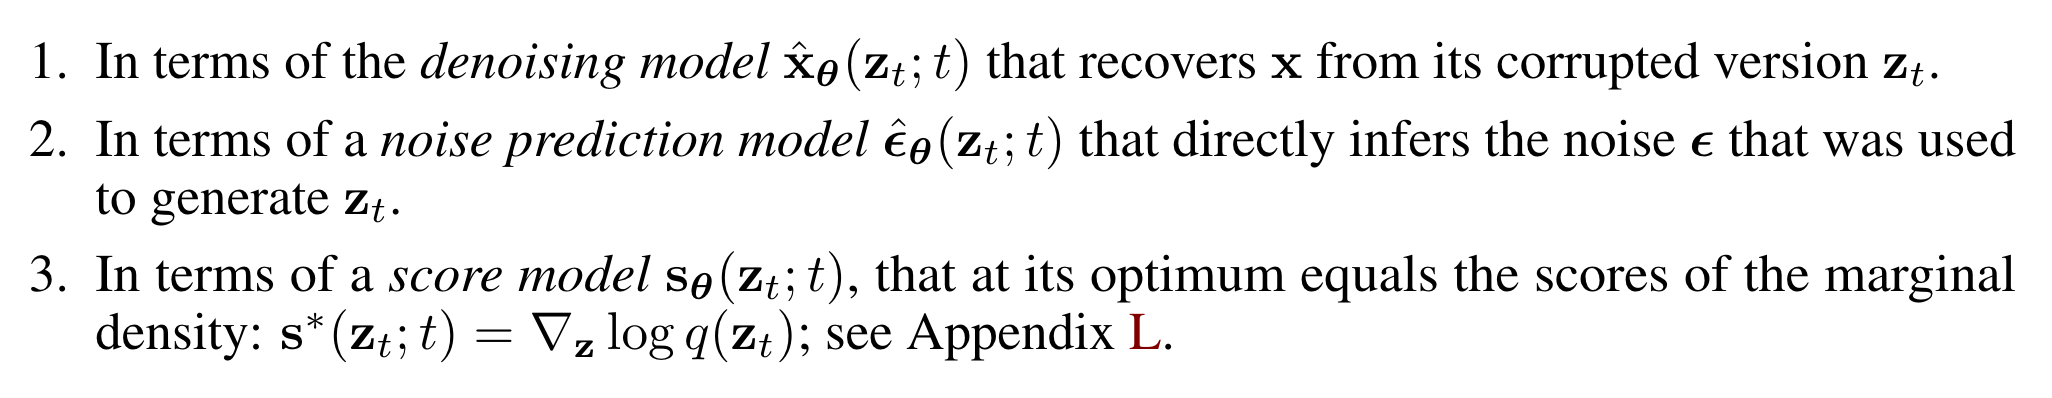 1. In terms of the denoising model x̂_θ(z_t; t) that recovers x from its corrupted version z_t.
2. In terms of a noise prediction model ε̂_θ(z_t; t) that directly infers the noise ε that was used
to generate z_t.
3. In terms of a score model s_θ(z_t; t), that at its optimum equals the scores of the marginal
density: s*(z_t; t) = ∇_z log q(z_t); see Appendix L.